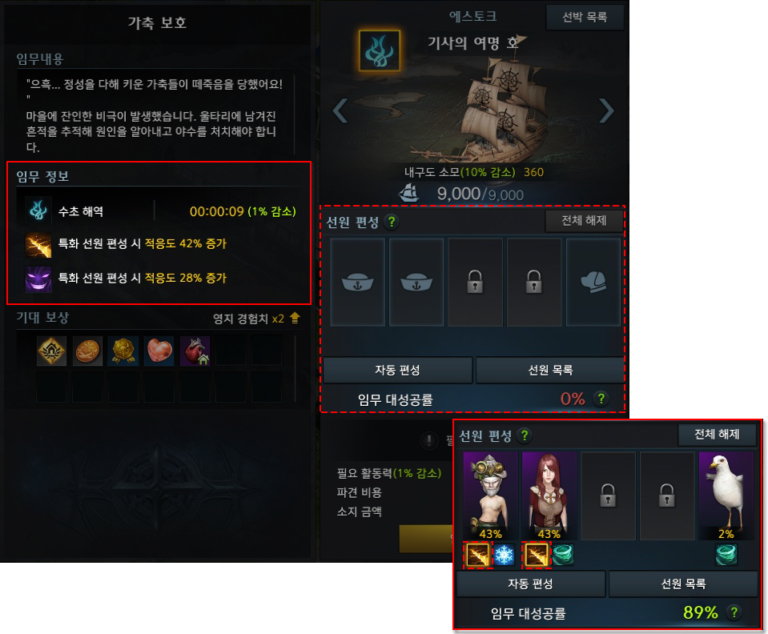 가축 보호
임무내용
"으흑... 정성을 다해 키운 가축들이 떼죽음을 당했어요!
"
마을에 잔인한 비극이 발생했습니다. 울타리에 남겨진
흔적을 추적해 원인을 알아내고 야수를 처치해야 합니
다.
임무 정보
수초 해역 00:00:09 (1% 감소)
특화 선원 편성 시 적응도 42% 증가
특화 선원 편성 시 적응도 28% 증가
기대 보상 영지 경험치 x2
에스토크
선박 목록
기사의 여명 호
내구도 소모(10% 감소) 360
9,000/9,000
선원 편성 ? 전체 해제
자동 편성 선원 목록
임무 대성공률 0% ?
필요 활동력(1% 감소)
파견 비용
소지 금액
선원 편성 ? 전체 해제
43% 43% 2%
자동 편성 선원 목록
임무 대성공률 89% ?